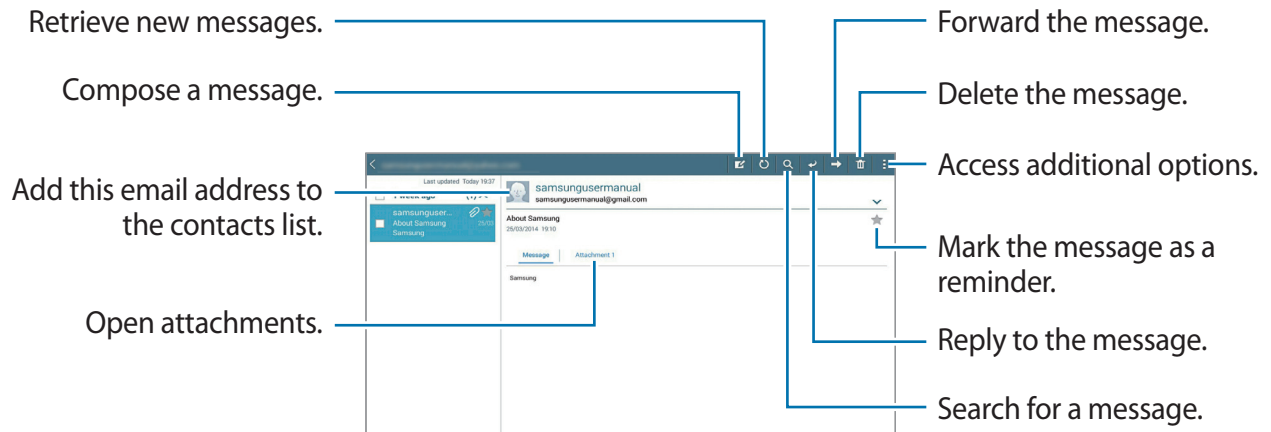 Retrieve new messages.
Forward the message.
Compose a message.
Delete the message.
Access additional options.
Last updated Today 19:37
1 week ago
samsungusermanual
samsungusermanual@gmail.com
Add this email address to
the contacts list.
samsunguser...
About Samsung
25/03
Samsung
About Samsung
25/03/2014 19:10
Mark the message as a
reminder.
Message
Attachment 1
Samsung
Open attachments.
Reply to the message.
Search for a message.